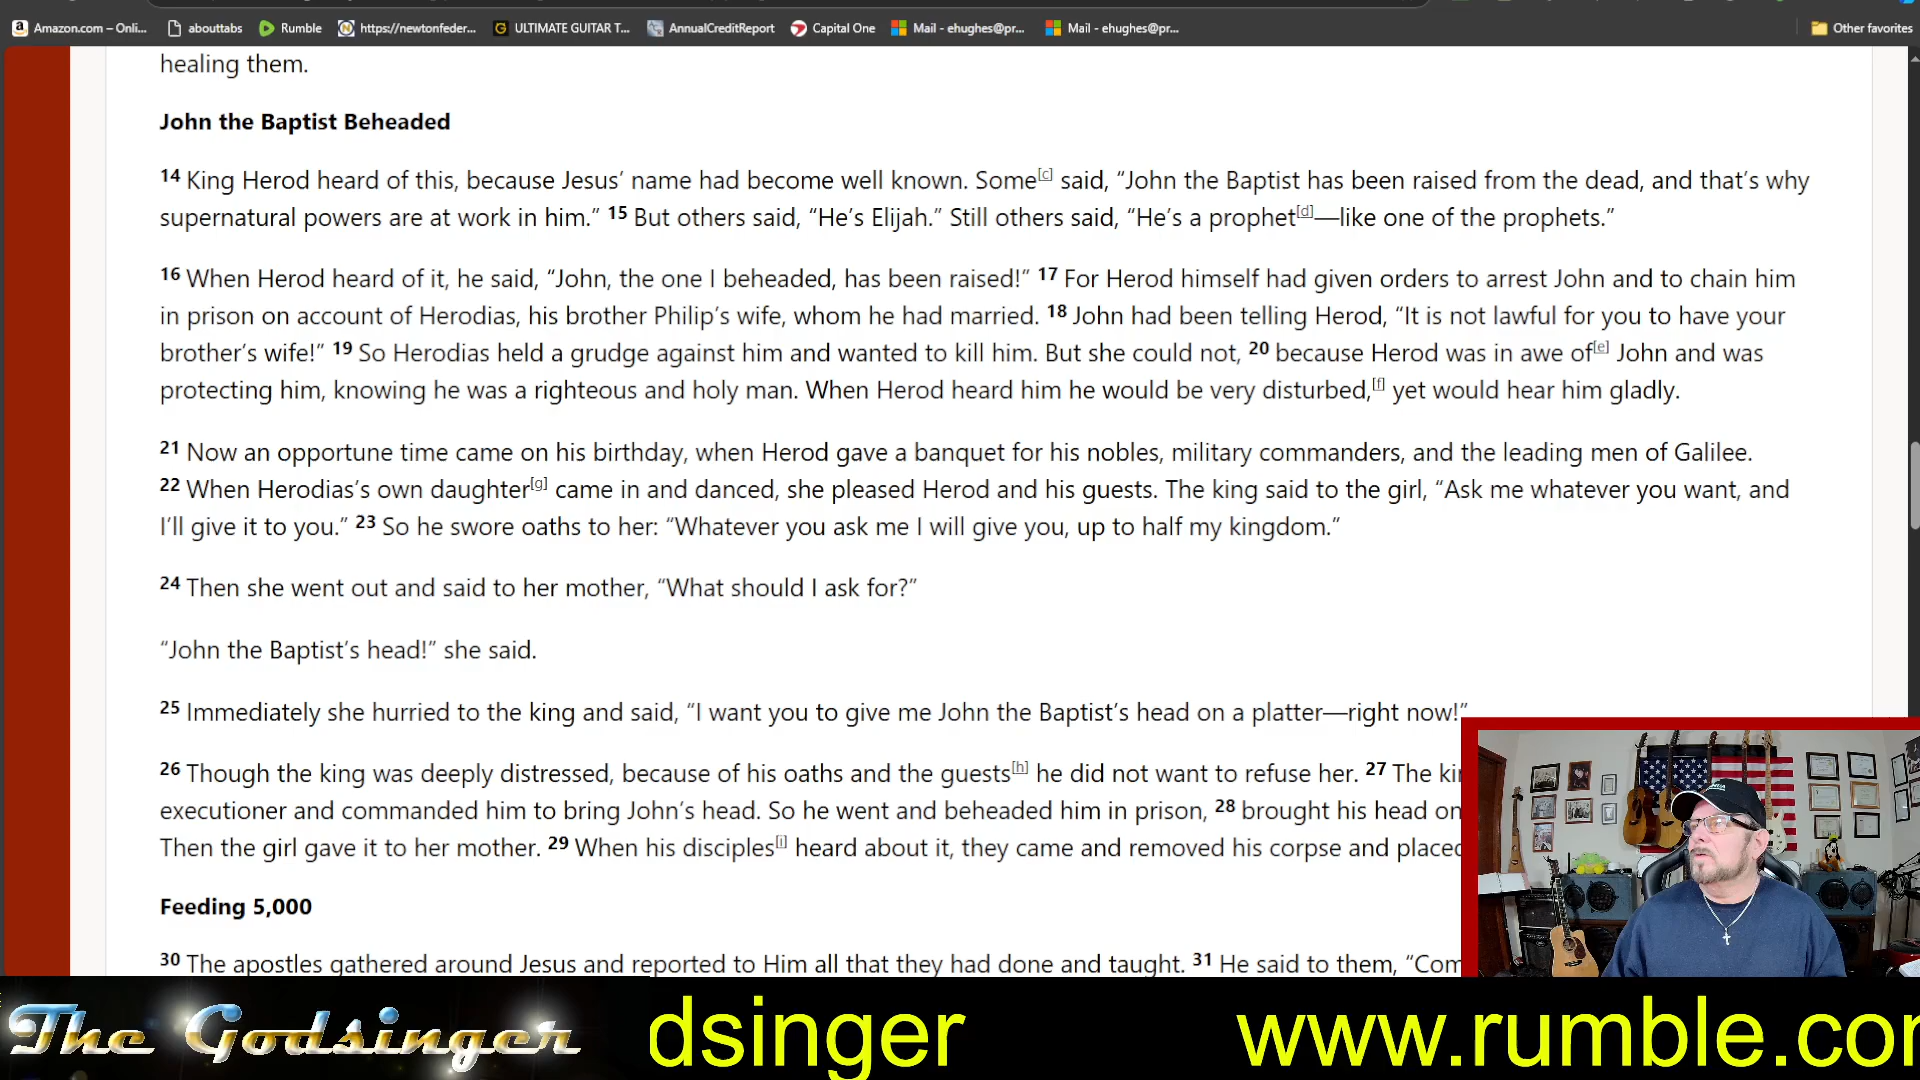 Amazon.com – Onli... abouttabs Rumble https://newtonfeder... ULTIMATE GUITAR T... AnnualCreditReport Capital One Mail - ehughes@pr... Mail - ehughes@pr... Other favorites
healing them.
John the Baptist Beheaded
14 King Herod heard of this, because Jesus’ name had become well known. Some[c] said, “John the Baptist has been raised from the dead, and that’s why
supernatural powers are at work in him.” 15 But others said, “He’s Elijah.” Still others said, “He’s a prophet[d]—like one of the prophets.”
16 When Herod heard of it, he said, “John, the one I beheaded, has been raised!” 17 For Herod himself had given orders to arrest John and to chain him
in prison on account of Herodias, his brother Philip’s wife, whom he had married. 18 John had been telling Herod, “It is not lawful for you to have your
brother’s wife!” 19 So Herodias held a grudge against him and wanted to kill him. But she could not, 20 because Herod was in awe of[e] John and was
protecting him, knowing he was a righteous and holy man. When Herod heard him he would be very disturbed,[f] yet would hear him gladly.
21 Now an opportune time came on his birthday, when Herod gave a banquet for his nobles, military commanders, and the leading men of Galilee.
22 When Herodias’s own daughter[g] came in and danced, she pleased Herod and his guests. The king said to the girl, “Ask me whatever you want, and
I’ll give it to you.” 23 So he swore oaths to her: “Whatever you ask me I will give you, up to half my kingdom.”
24 Then she went out and said to her mother, “What should I ask for?”
“John the Baptist’s head!” she said.
25 Immediately she hurried to the king and said, “I want you to give me John the Baptist’s head on a platter—right now!”
26 Though the king was deeply distressed, because of his oaths and the guests[h] he did not want to refuse her. 27 The
executioner and commanded him to bring John’s head. So he went and beheaded him in prison, 28 brought his head on
Then the girl gave it to her mother. 29 When his disciples[i] heard about it, they came and removed his corpse and placed
Feeding 5,000
30 The apostles gathered around Jesus and reported to Him all that they had done and taught. 31 He said to them, “Com
The Godsinger dsinger www.rumble.com